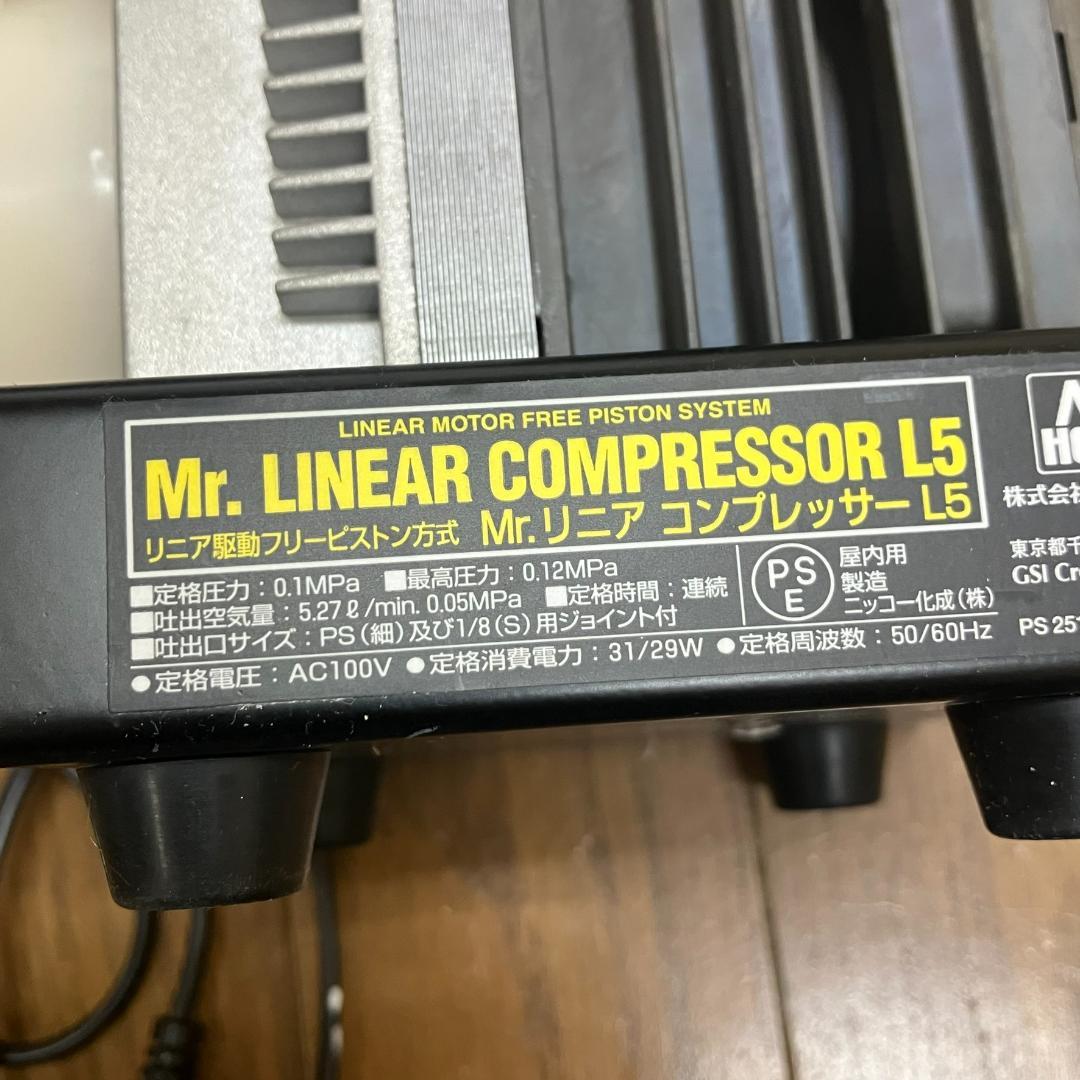 LINEAR MOTOR FREE PISTON SYSTEM
Mr. LINEAR COMPRESSOR L5
リニア駆動フリーピストン方式 Mr.リニア コンプレッサー L5
■定格圧力：0.1MPa ■最高圧力：0.12MPa
■吐出空気量：5.27ℓ/min. 0.05MPa ■定格時間：連続
■吐出口サイズ：PS(細)及び1/8(S)用ジョイント付
●定格電圧：AC100V ●定格消費電力：31/29W ●定格周波数：50/60Hz
PS
E
屋内用
製造
ニッコー化成(株)
株式会社
東京都千
GSI Cr
PS 25